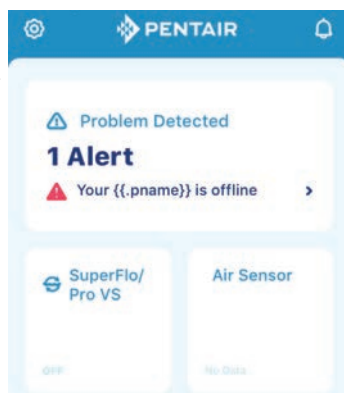 PENTAIR
Problem Detected
1 Alert
Your {{.pname}} is offline
SuperFlo/
Pro VS
Air Sensor
OFF
No Data